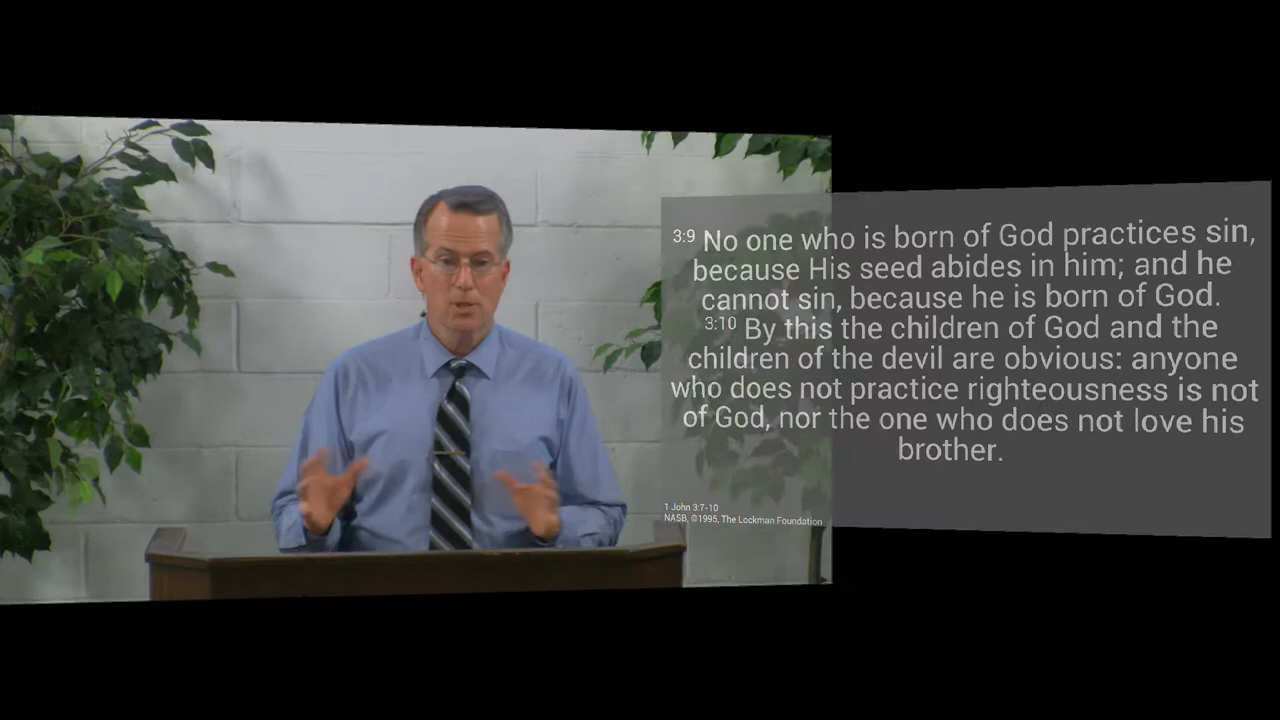 3:9 No one who is born of God practices sin,
because His seed abides in him; and he
cannot sin, because he is born of God.
3:10 By this the children of God and the
children of the devil are obvious: anyone
who does not practice righteousness is not
of God, nor the one who does not love his
brother.
1 John 3:7-10
NASB, ©1995, The Lockman Foundation